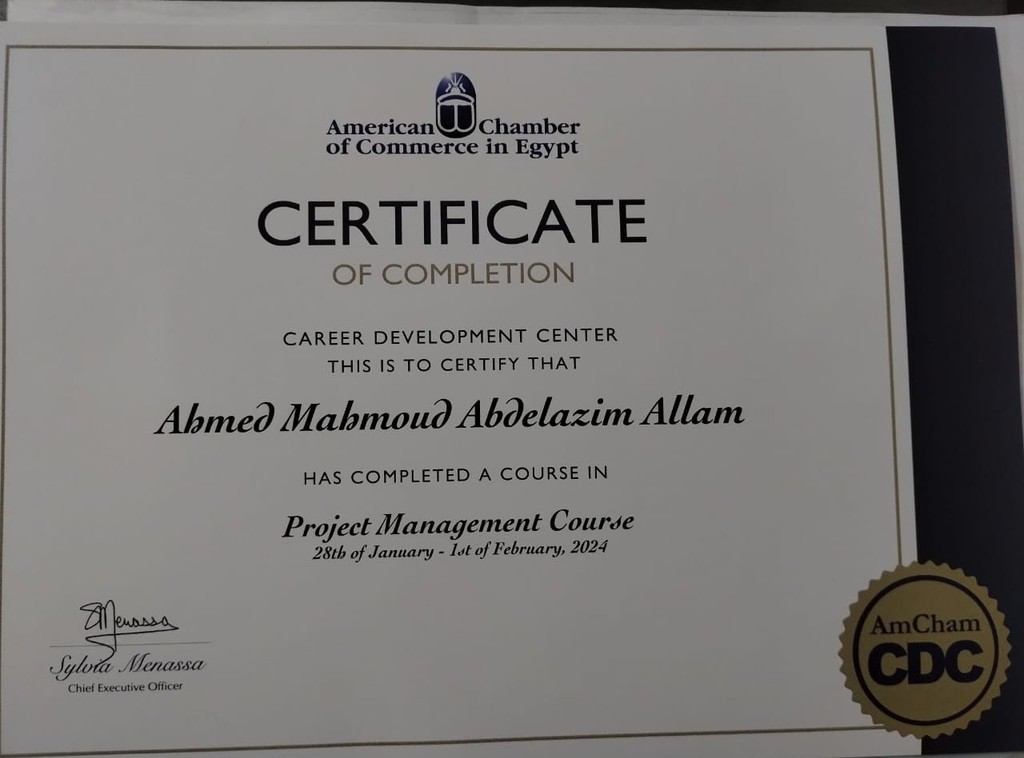 American Chamber
of Commerce in Egypt
CERTIFICATE
OF COMPLETION
CAREER DEVELOPMENT CENTER
THIS IS TO CERTIFY THAT
Ahmed Mahmoud Abdelazim Allam
HAS COMPLETED A COURSE IN
Project Management Course
28th of January - 1st of February, 2024
SMenassa
Sylvia Menassa
Chief Executive Officer
AmCham
CDC